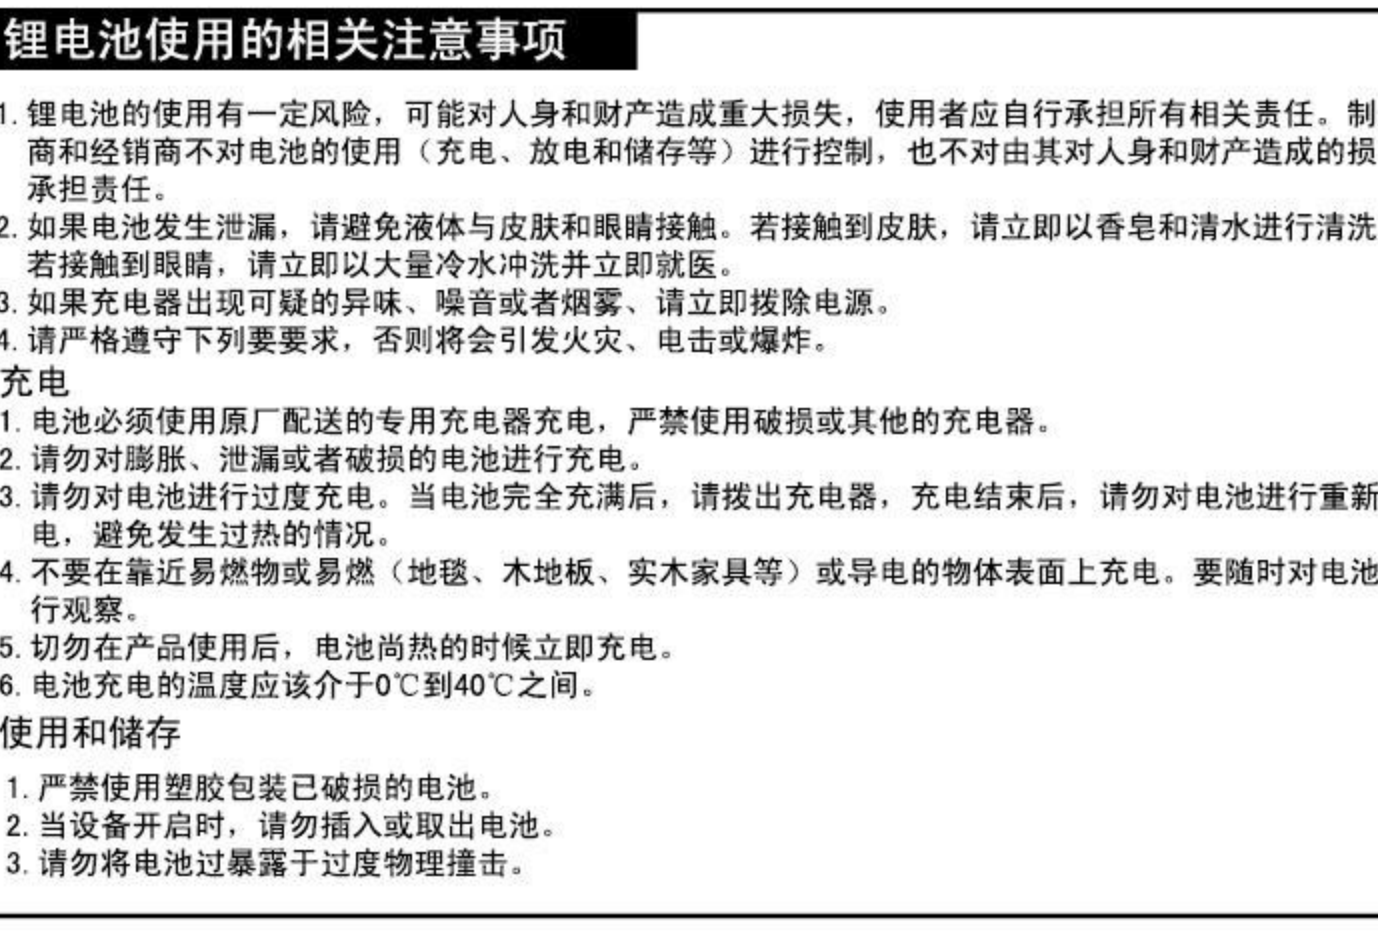 锂电池使用的相关注意事项
1. 锂电池的使用有一定风险，可能对人身和财产造成重大损失，使用者应自行承担所有相关责任。制
商和经销商不对电池的使用（充电、放电和储存等）进行控制，也不对由其对人身和财产造成的损
承担责任。
2. 如果电池发生泄漏，请避免液体与皮肤和眼睛接触。若接触到皮肤，请立即以香皂和清水进行清洗
若接触到眼睛，请立即以大量冷水冲洗并立即就医。
3. 如果充电器出现可疑的异味、噪音或者烟雾、请立即拨除电源。
4. 请严格遵守下列要要求，否则将会引发火灾、电击或爆炸。
充电
1. 电池必须使用原厂配送的专用充电器充电，严禁使用破损或其他的充电器。
2. 请勿对膨胀、泄漏或者破损的电池进行充电。
3. 请勿对电池进行过度充电。当电池完全充满后，请拨出充电器，充电结束后，请勿对电池进行重新
电，避免发生过热的情况。
4. 不要在靠近易燃物或易燃（地毯、木地板、实木家具等）或导电的物体表面上充电。要随时对电池
行观察。
5. 切勿在产品使用后，电池尚热的时候立即充电。
6. 电池充电的温度应该介于0℃到40℃之间。
使用和储存
1. 严禁使用塑胶包装已破损的电池。
2. 当设备开启时，请勿插入或取出电池。
3. 请勿将电池过暴露于过度物理撞击。